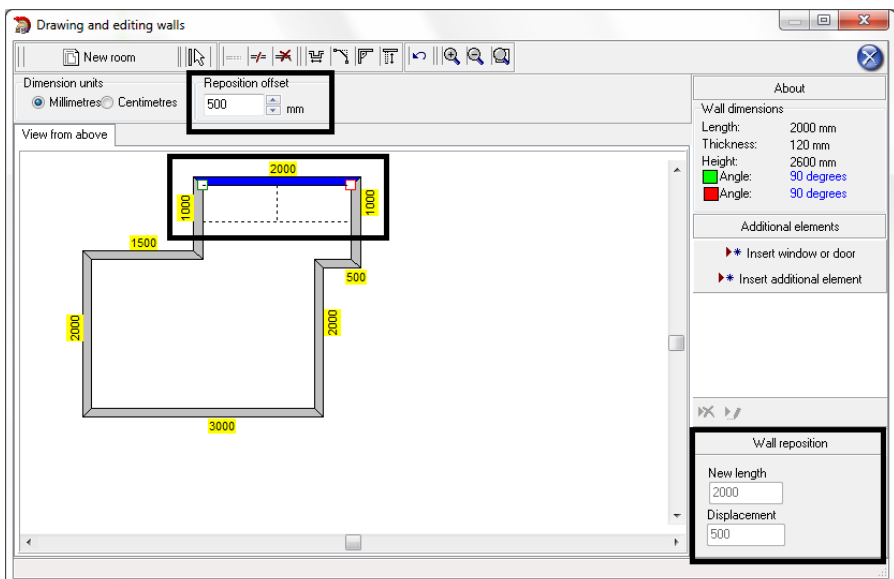 Drawing and editing walls
New room
Dimension units
Millimetres Centimetres
Reposition offset
500 mm
View from above
2000
1000
1000
1500
500
2000
2000
3000
About
Wall dimensions
Length: 2000 mm
Thickness: 120 mm
Height: 2600 mm
Angle: 90 degrees
Angle: 90 degrees
Additional elements
Insert window or door
Insert additional element
Wall reposition
New length
2000
Displacement
500